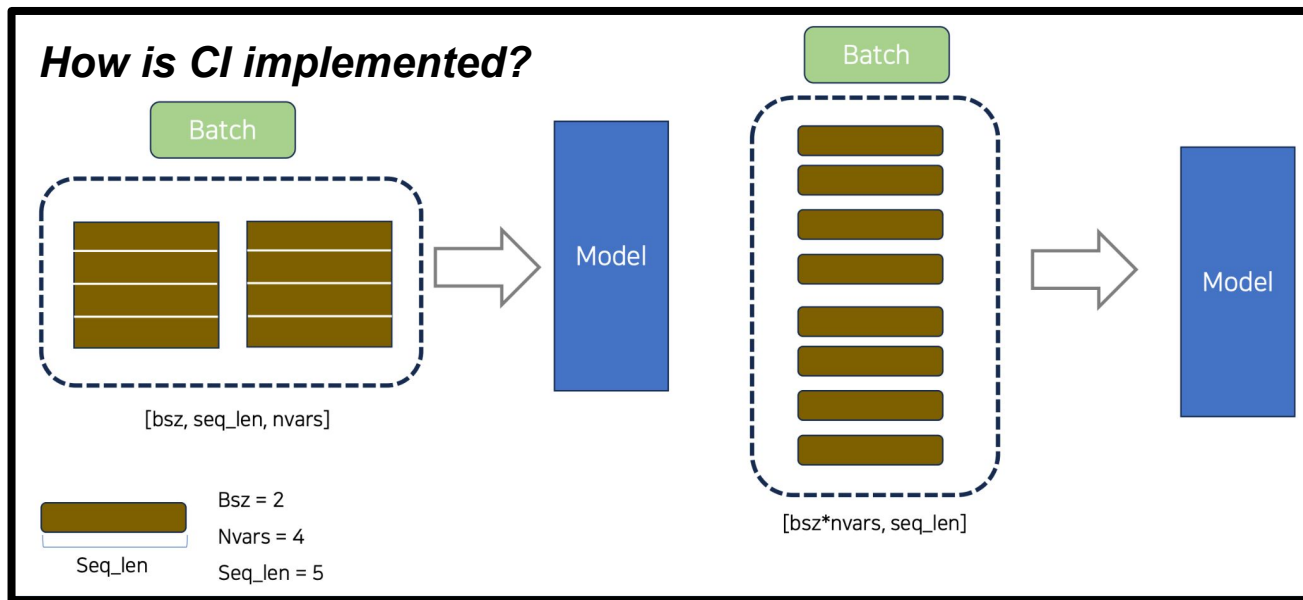 How is CI implemented?
Batch
Model
[bsz, seq_len, nvars]
Seq_len
Bsz = 2
Nvars = 4
Seq_len = 5
Batch
[bsz*nvars, seq_len]
Model